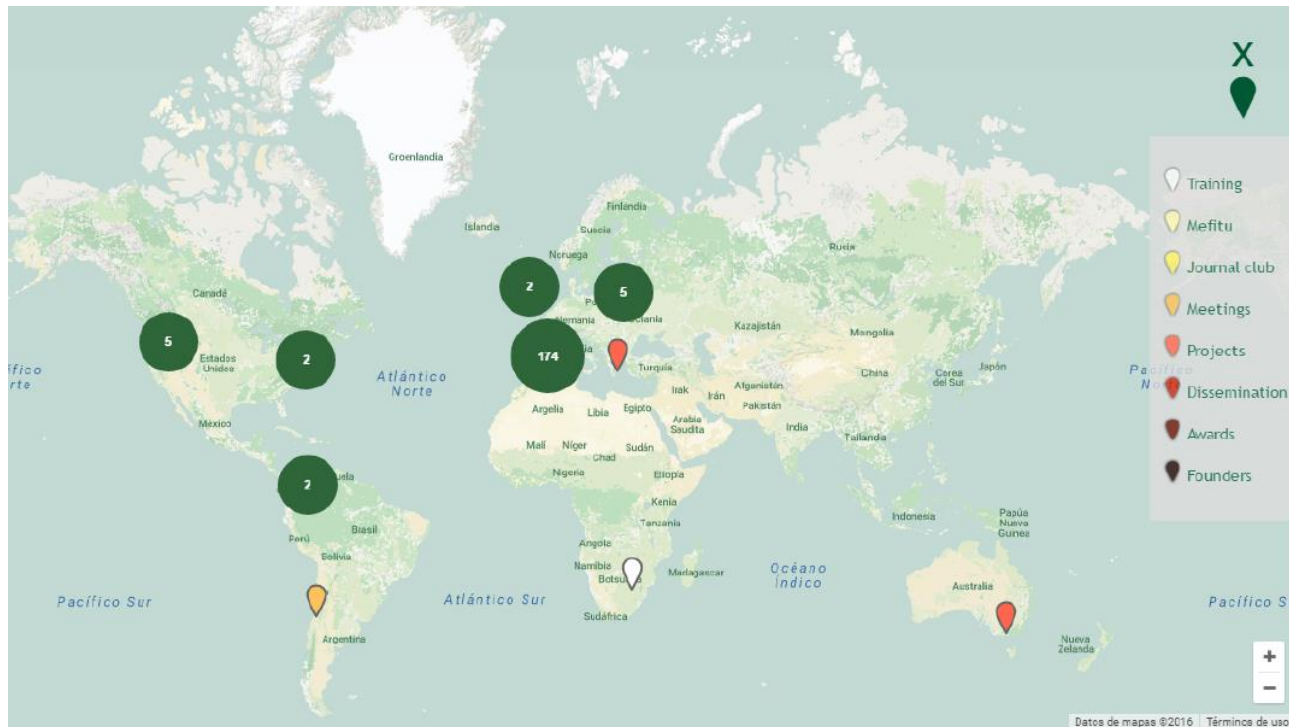 X
Groenlandia
Training
Finlandia
Mefitu
Islandia
Suecia
Rusia
Noruega
Journal club
2
5
Canadá
Meetings
Kazajistán
Mongolia
5
2
174
Projects
Estados
Unidos
Turquía
China
Corea
del Sur
Japón
Atlántico
Norte
Irak
Irán
Afganistán
Dissemination
Pakistán
Argelia
Libia
Egipto
Arabia
Saudita
México
India
Awards
Malí
Níger
Chad
Sudán
Tailandia
Nigeria
Etiopía
Founders
2
Kenia
Brasil
Perú
Tanzania
Indonesia
Papúa
Nueva
Guinea
Bolivia
Angola
Namibia
Madagascar
Océano
Índico
Australia
Pacífico Sur
Atlántico Sur
Sudáfrica
Argentina
Nueva
Zelanda
+
−
Datos de mapas ©2016
Términos de uso